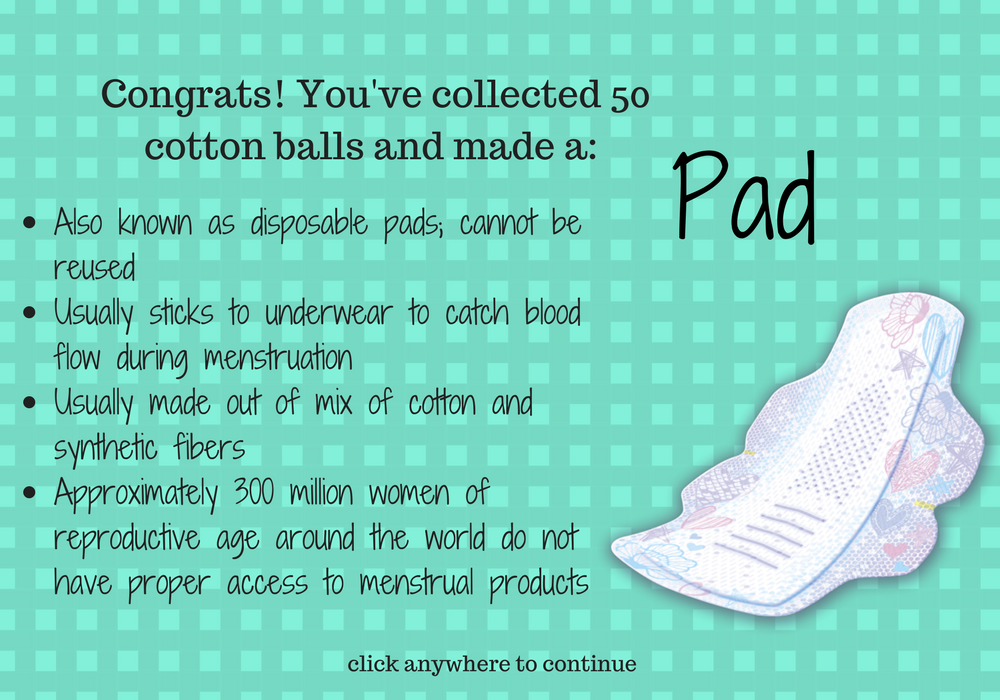 Congrats! You've collected 50
cotton balls and made a:
Pad
• Also known as disposable pads; cannot be
reused
• Usually sticks to underwear to catch blood
flow during menstruation
• Usually made out of mix of cotton and
synthetic fibers
• Approximately 300 million women of
reproductive age around the world do not
have proper access to menstrual products
click anywhere to continue